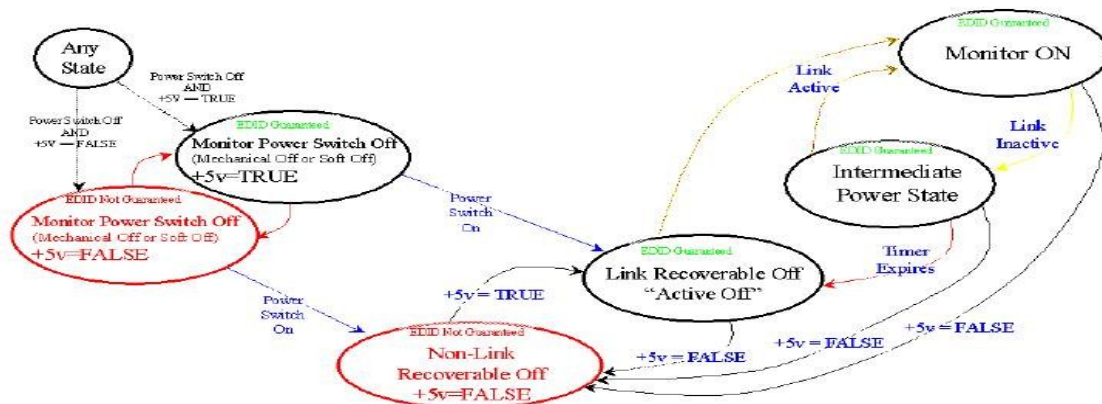 Any
State
Power Switch Off
AND
+5V — TRUE
Power Switch Off
AND
+5V — FALSE
EDID Guaranteed
Monitor Power Switch Off
(Mechanical Off or Soft Off)
+5v=TRUE
EDID Not Guaranteed
Monitor Power Switch Off
(Mechanical Off or Soft Off)
+5v=FALSE
Power
Switch
On
Power
Switch
On
EDID Guaranteed
Monitor ON
Link
Active
Link
Inactive
EDID Guaranteed
Intermediate
Power State
Timer
Expires
EDID Guaranteed
Link Recoverable Off
“Active Off”
+5v = TRUE
+5v = FALSE
+5v = FALSE
+5v = FALSE
EDID Not Guaranteed
Non-Link
Recoverable Off
+5v=FALSE